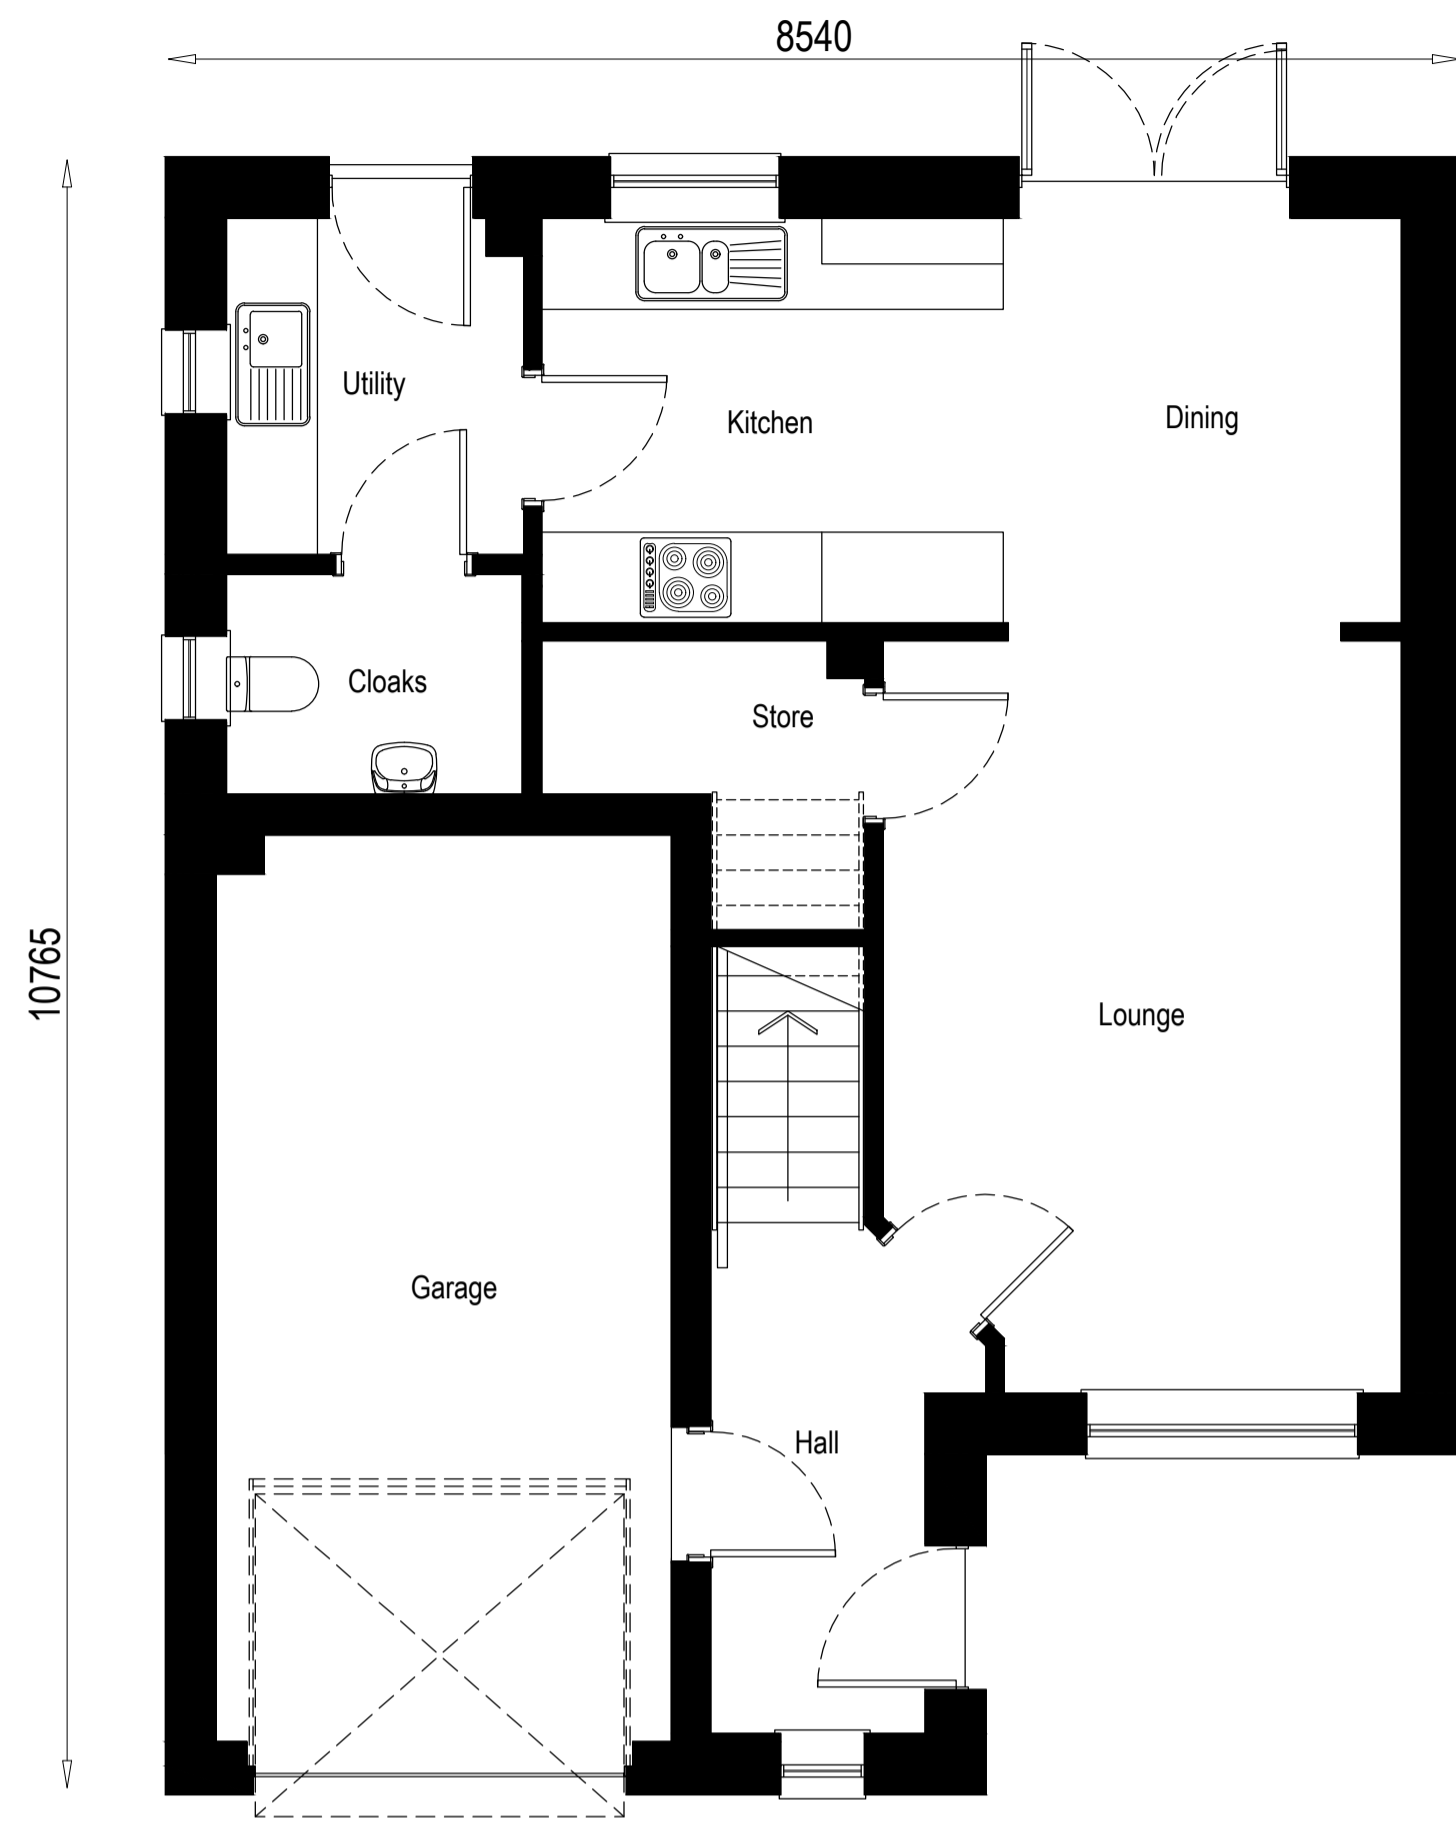 8540
Utility
Kitchen
Dining
Cloaks
Store
10765
Lounge
Garage
Hall